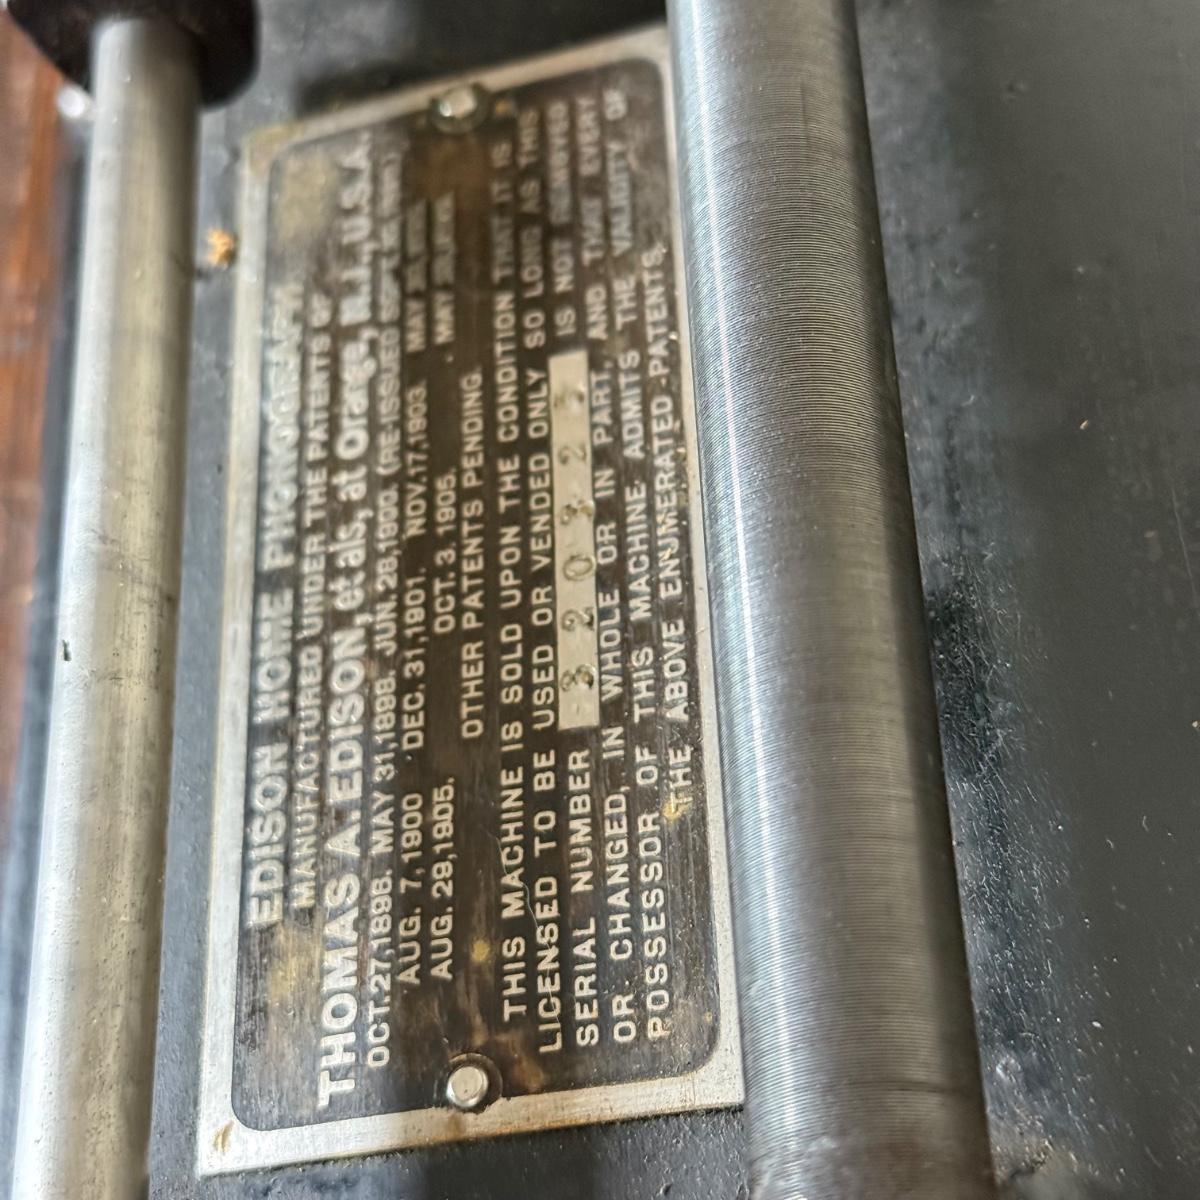 EDISON HOME PHONOGRAPH
MANUFACTURED UNDER THE PATENTS OF
THOMAS A. EDISON, et als, at Orange, N.J., U.S.A.
OCT. 27, 1896. MAY 31, 1898. JUN. 26, 1900. (RE-ISSUED
AUG. 7, 1900 DEC. 31, 1901. NOV. 17, 1903. MAY
AUG. 29, 1905. OCT. 3. 1905. MAY
OTHER PATENTS PENDING.
THIS MACHINE IS SOLD UPON THE CONDITION THAT IT IS
LICENSED TO BE USED OR VENDED ONLY SO LONG AS THIS
SERIAL NUMBER IS NOT REMOVED
OR CHANGED, IN WHOLE OR IN PART, AND THAT EVERY
POSSESSOR OF THIS MACHINE ADMITS THE VALIDITY OF
THE ABOVE ENUMERATED PATENTS.